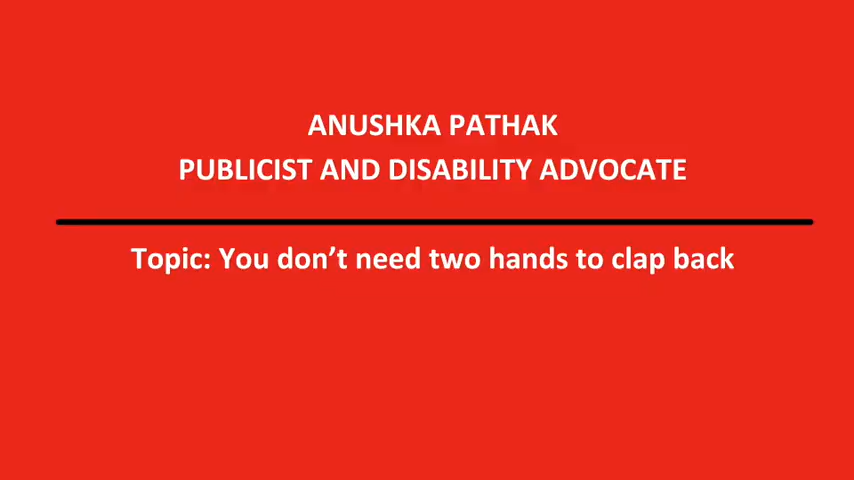 ANUSHKA PATHAK
PUBLICIST AND DISABILITY ADVOCATE
Topic: You don’t need two hands to clap back